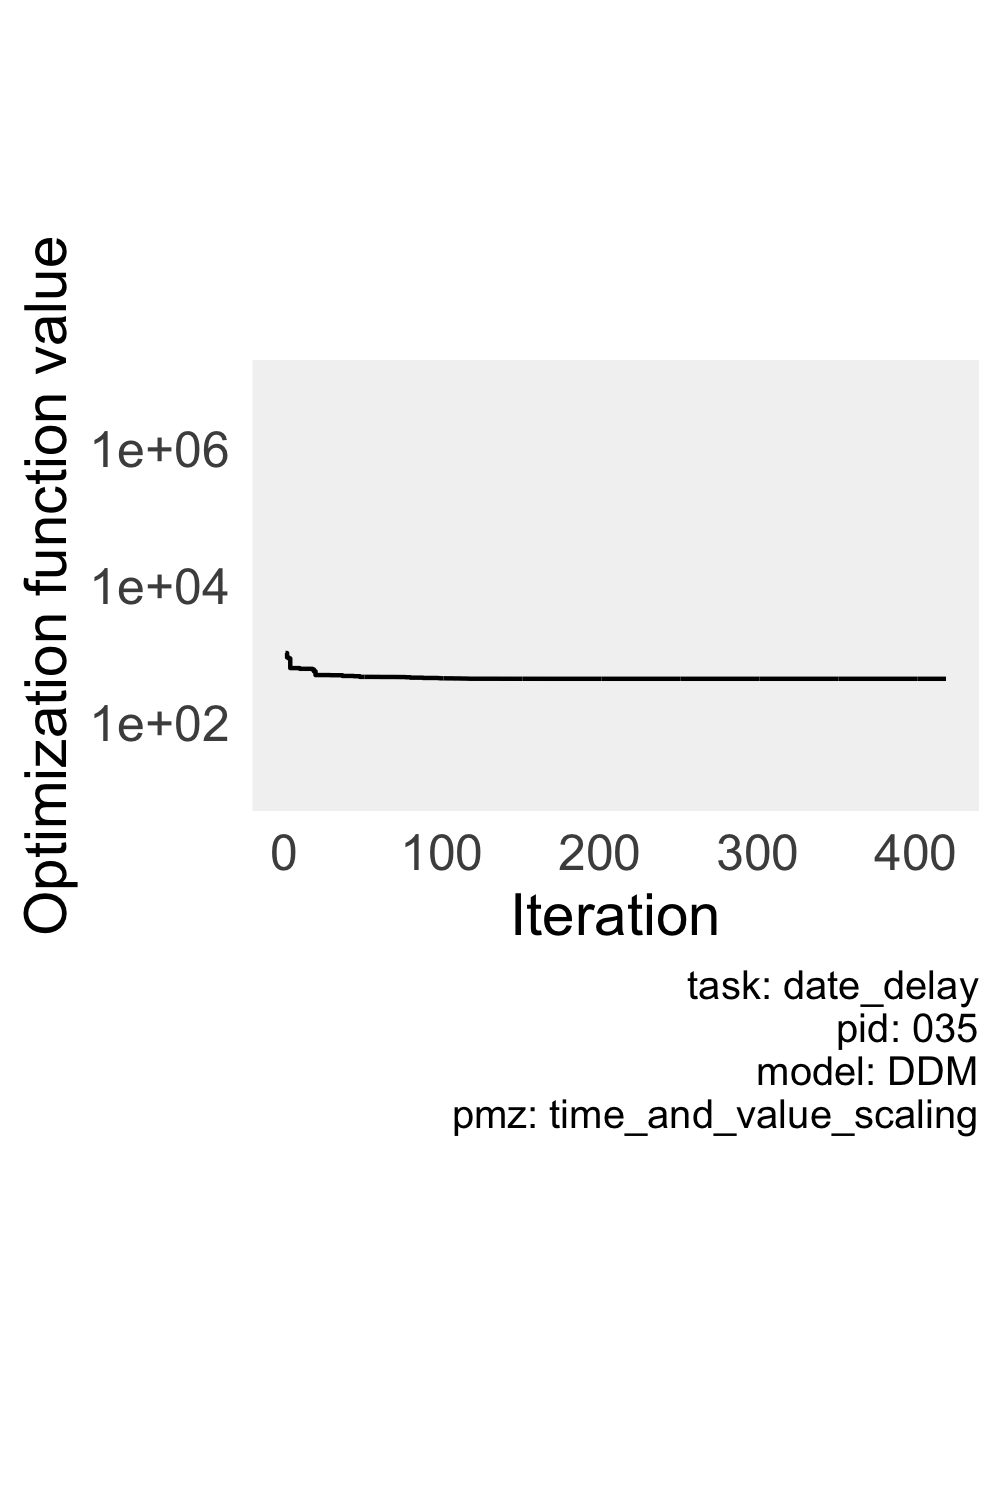 Optimization function value
1e+06
1e+04
1e+02
0 100 200 300 400
Iteration
task: date_delay
pid: 035
model: DDM
pmz: time_and_value_scaling